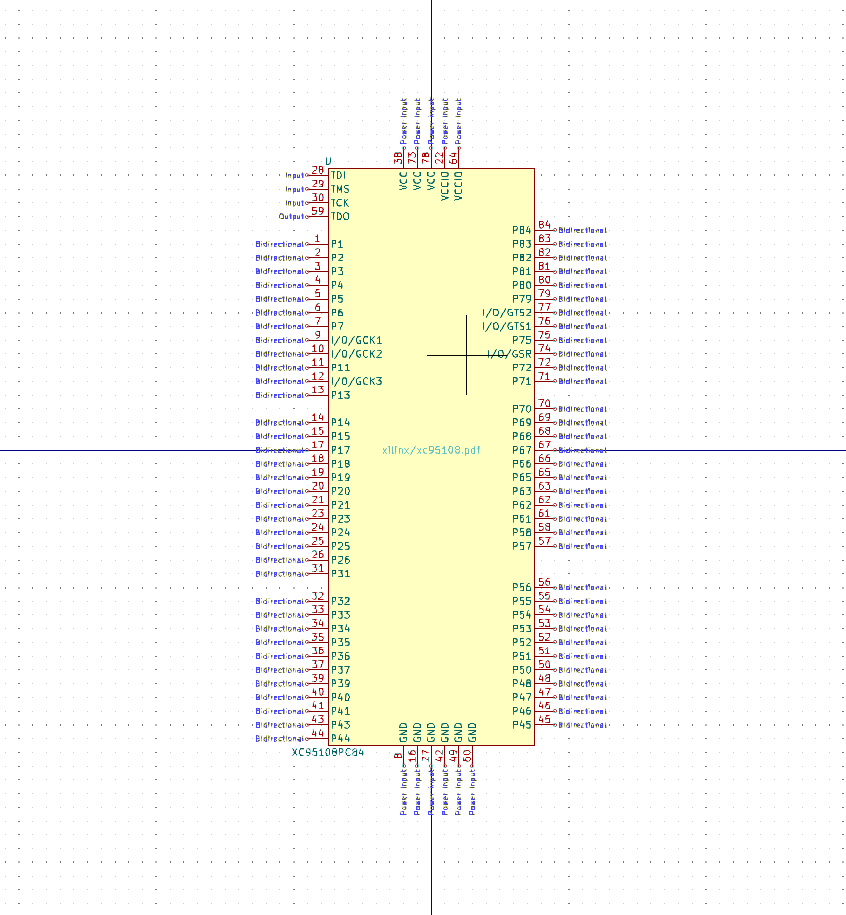 Power Input Power Input Power Input Power Input Power Input
38 73 78 22 64
U
VCC VCC VCC VCCIO VCCIO
Input 28 TDI
Input 29 TMS
Input 30 TCK
Output 59 TDO
P84 84 Bidirectional
Bidirectional 1 P1 P83 83 Bidirectional
Bidirectional 2 P2 P82 82 Bidirectional
Bidirectional 3 P3 P81 81 Bidirectional
Bidirectional 4 P4 P80 80 Bidirectional
Bidirectional 5 P5 P79 79 Bidirectional
Bidirectional 6 P6 I/O/GTS2 77 Bidirectional
Bidirectional 7 P7 I/O/GTS1 76 Bidirectional
Bidirectional 9 I/O/GCK1 P75 75 Bidirectional
Bidirectional 10 I/O/GCK2 I/O/GSR 74 Bidirectional
Bidirectional 11 P11 P72 72 Bidirectional
Bidirectional 12 I/O/GCK3 P71 71 Bidirectional
Bidirectional 13 P13
P70 70 Bidirectional
Bidirectional 14 P14 P69 69 Bidirectional
Bidirectional 15 P15 P68 68 Bidirectional
Bidirectional 17 P17 xilinx/xc95108.pdf P67 67 Bidirectional
Bidirectional 18 P18 P66 66 Bidirectional
Bidirectional 19 P19 P65 65 Bidirectional
Bidirectional 20 P20 P63 63 Bidirectional
Bidirectional 21 P21 P62 62 Bidirectional
Bidirectional 23 P23 P61 61 Bidirectional
Bidirectional 24 P24 P58 58 Bidirectional
Bidirectional 25 P25 P57 57 Bidirectional
Bidirectional 26 P26
Bidirectional 31 P31
P56 56 Bidirectional
Bidirectional 32 P32 P55 55 Bidirectional
Bidirectional 33 P33 P54 54 Bidirectional
Bidirectional 34 P34 P53 53 Bidirectional
Bidirectional 35 P35 P52 52 Bidirectional
Bidirectional 36 P36 P51 51 Bidirectional
Bidirectional 37 P37 P50 50 Bidirectional
Bidirectional 39 P39 P48 48 Bidirectional
Bidirectional 40 P40 P47 47 Bidirectional
Bidirectional 41 P41 P46 46 Bidirectional
Bidirectional 43 P43 P45 45 Bidirectional
Bidirectional 44 P44
GND GND GND GND GND GND
XC95108PC84
8 16 27 42 49 60
Power Input Power Input Power Input Power Input Power Input Power Input